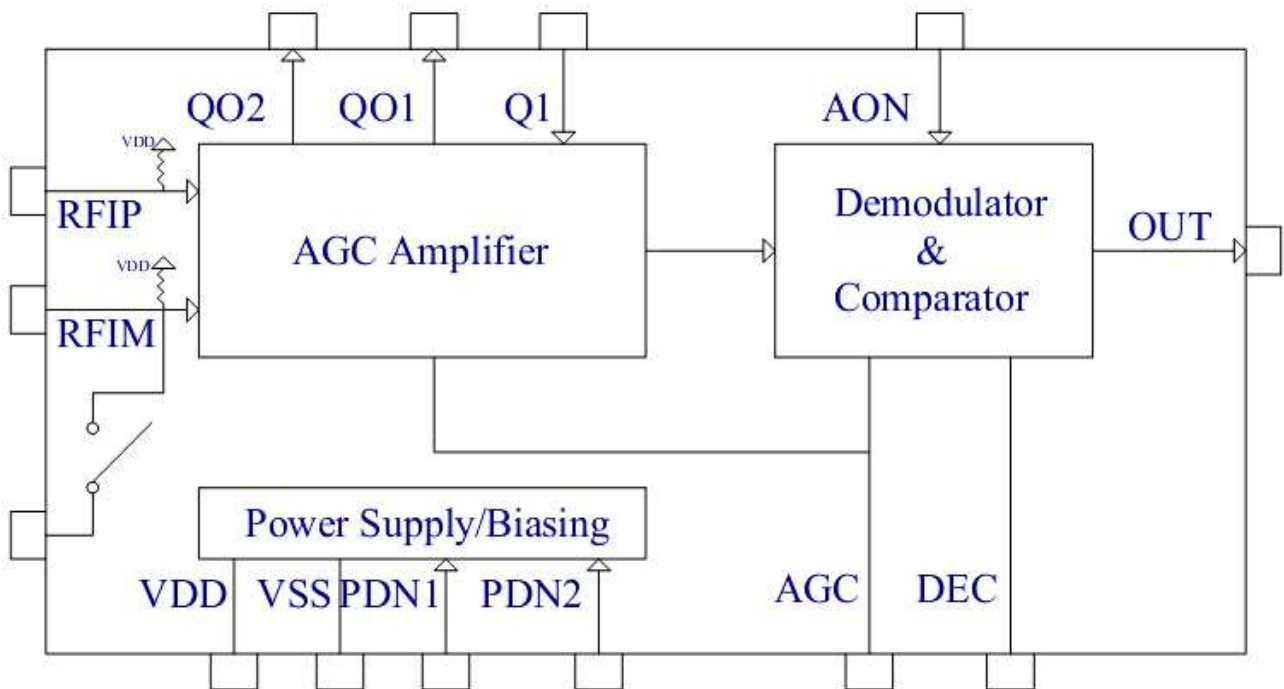 QO2
QO1
Q1
AON
VDD
RFIP
AGC Amplifier
Demodulator
&
Comparator
OUT
VDD
RFIM
Power Supply/Biasing
VDD
VSS
PDN1
PDN2
AGC
DEC